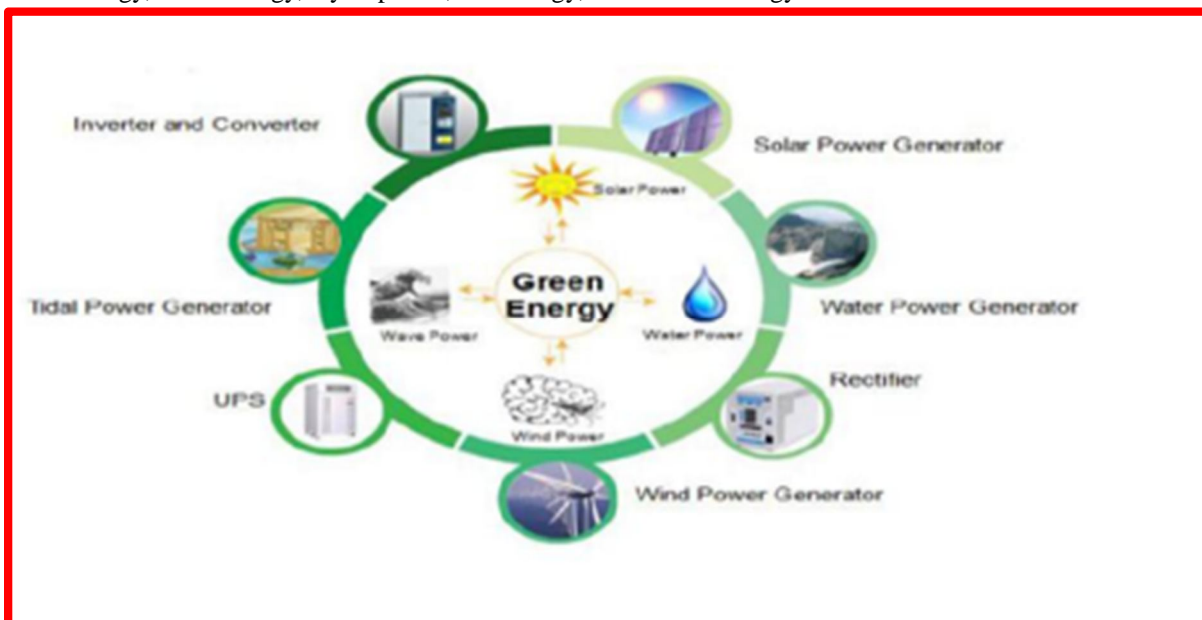 Inverter and Converter
Solar Power Generator
Solar Power
Tidal Power Generator
Green
Energy
Wave Power
Water Power
Water Power Generator
UPS
Rectifier
Wind Power
Wind Power Generator